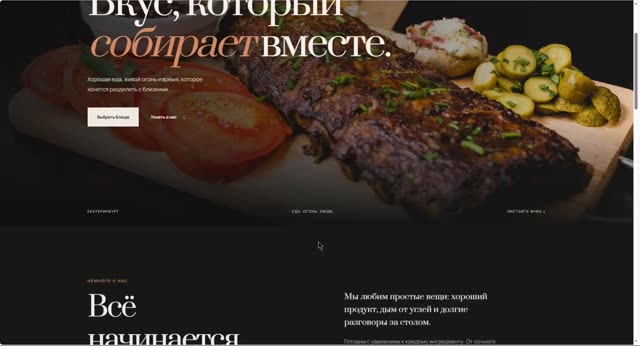 Вкус, который
собирает вместе.
Хорошая еда, живой огонь и время, которое
хочется разделить с близкими.
Выбрать блюда
Узнать о нас ↓
ЕКАТЕРИНБУРГ
ЕДА. ОГОНЬ. ЛЮДИ.
ЛИСТАЙТЕ ВНИЗ ↓
НЕМНОГО О НАС
Всё
начинается
Мы любим простые вещи: хороший
продукт, дым от углей и долгие
разговоры за столом.
Готовим с уважением к каждому ингредиенту. От сочного